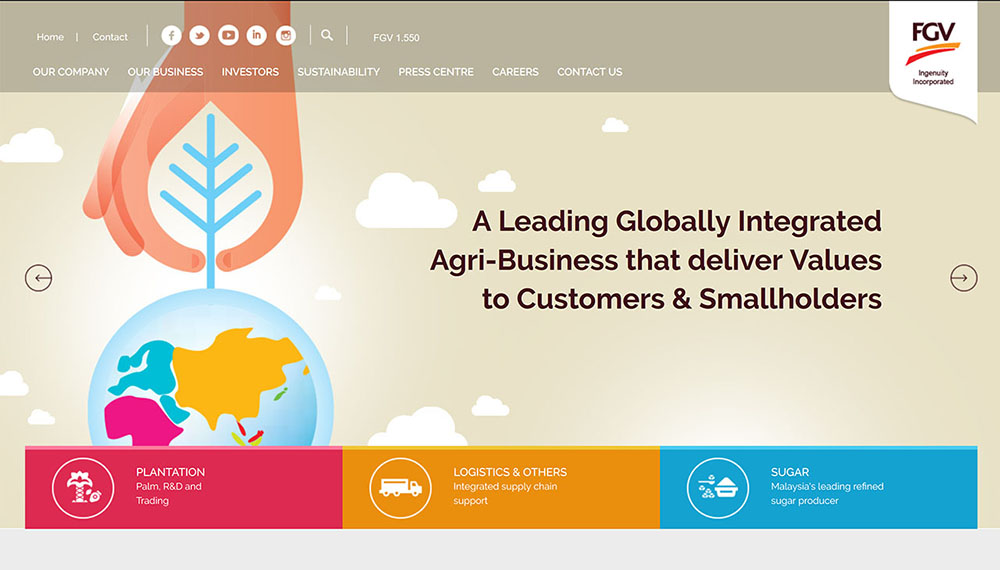 Home | Contact
FGV 1.550
OUR COMPANY OUR BUSINESS INVESTORS SUSTAINABILITY PRESS CENTRE CAREERS CONTACT US
FGV
Ingenuity
Incorporated
A Leading Globally Integrated
Agri-Business that deliver Values
to Customers & Smallholders
PLANTATION
Palm, R&D and
Trading
LOGISTICS & OTHERS
Integrated supply chain
support
SUGAR
Malaysia's leading refined
sugar producer